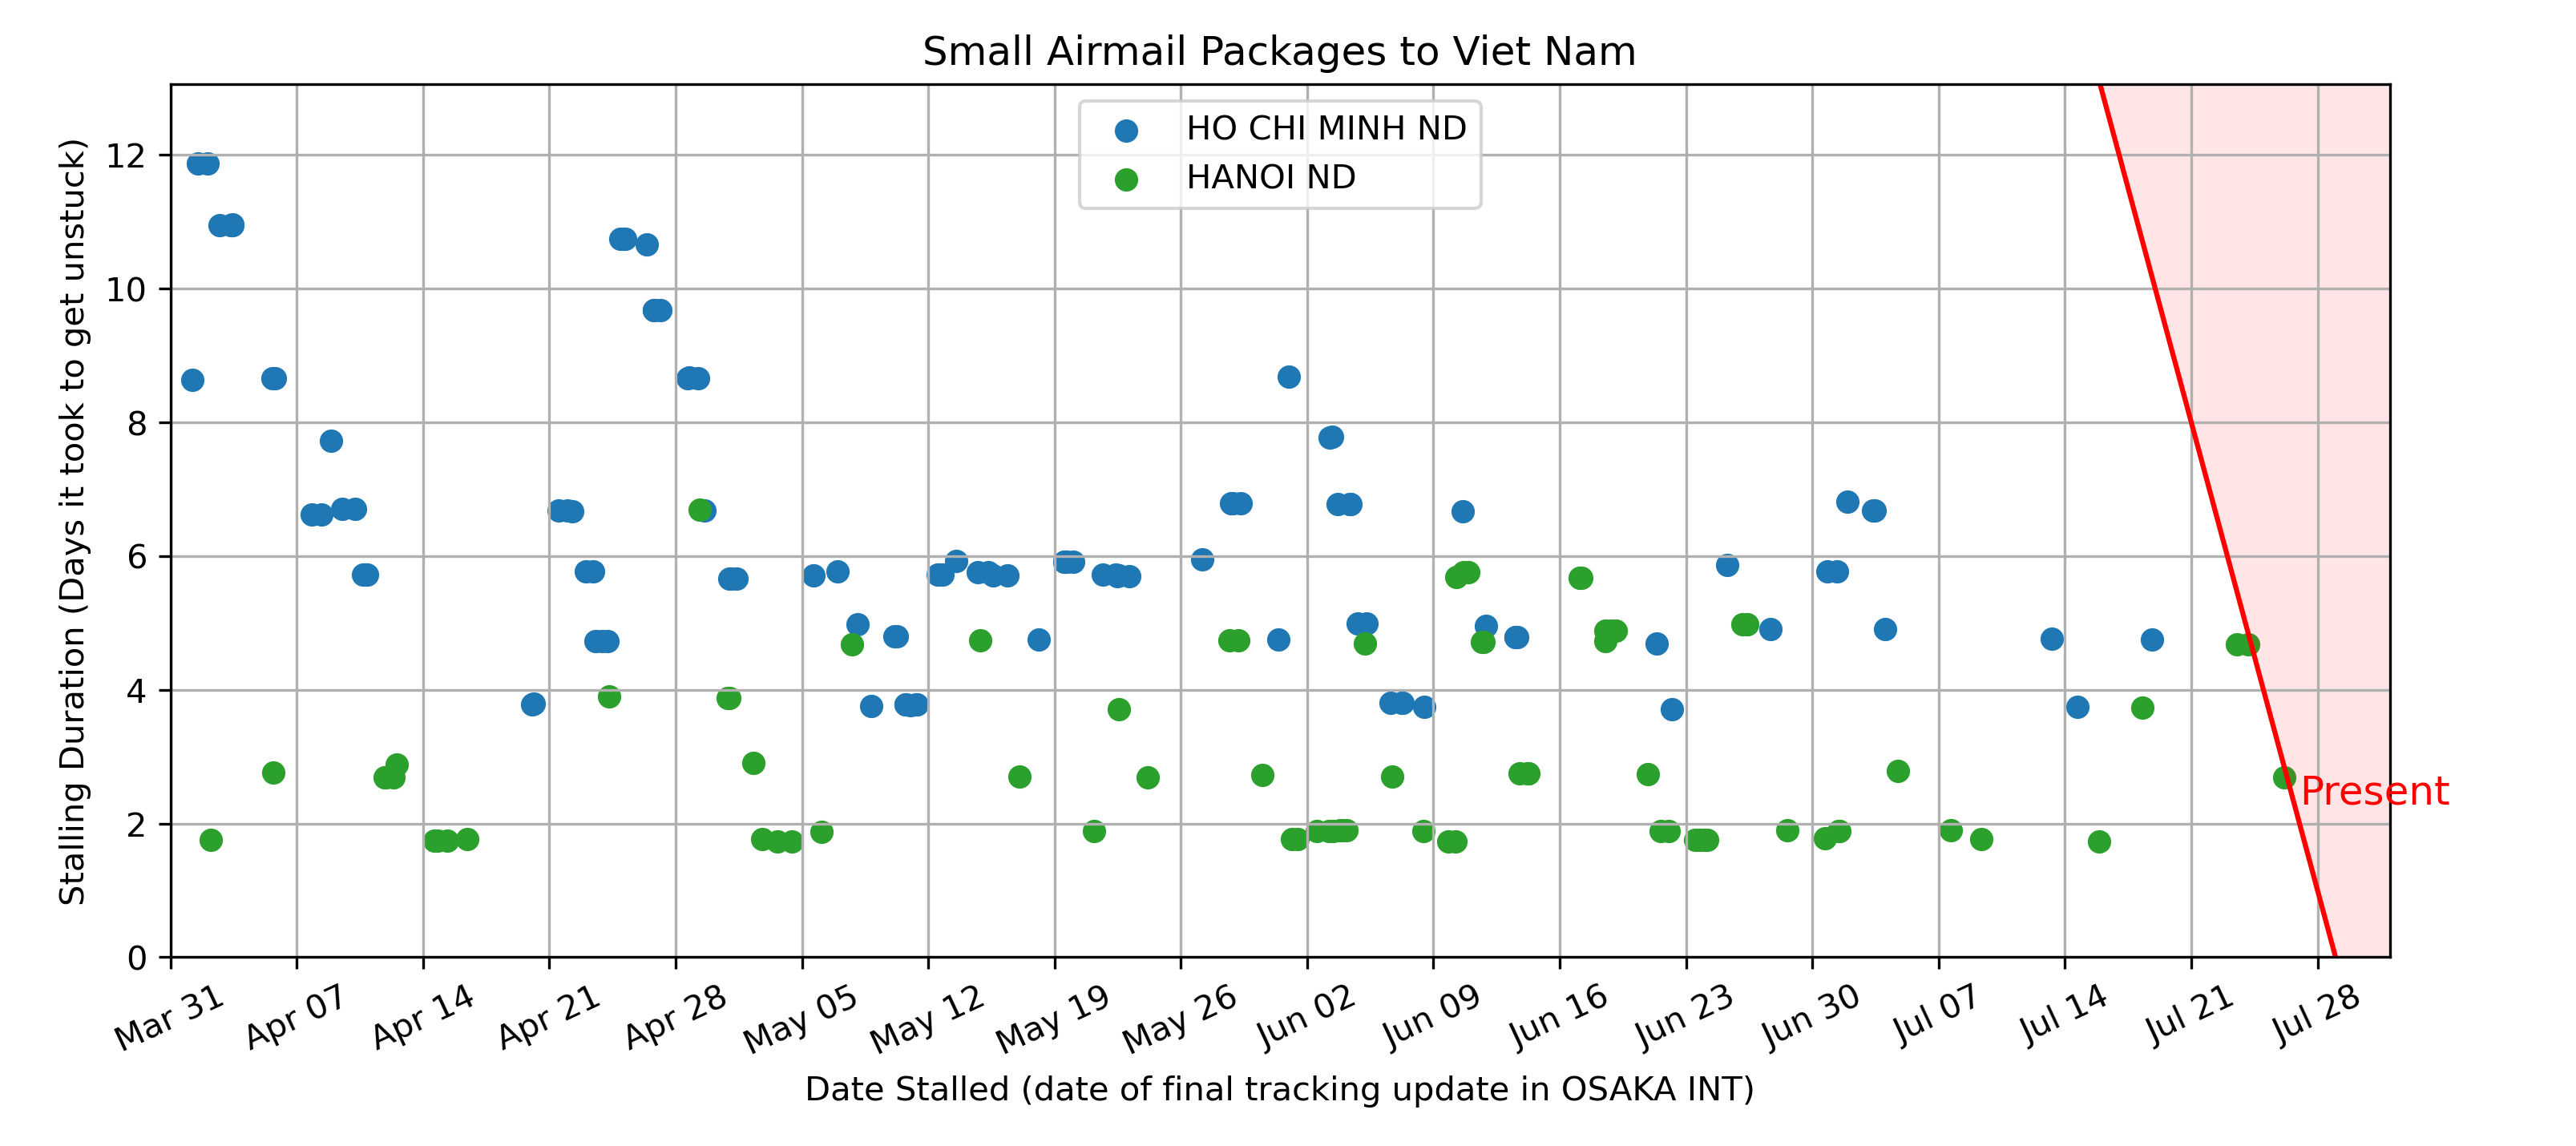 Small Airmail Packages to Viet Nam
HO CHI MINH ND
HANOI ND
Stalling Duration (Days it took to get unstuck)
12
10
8
6
4
2
0
Present
Mar 31
Apr 07
Apr 14
Apr 21
Apr 28
May 05
May 12
May 19
May 26
Jun 02
Jun 09
Jun 16
Jun 23
Jun 30
Jul 07
Jul 14
Jul 21
Jul 28
Date Stalled (date of final tracking update in OSAKA INT)